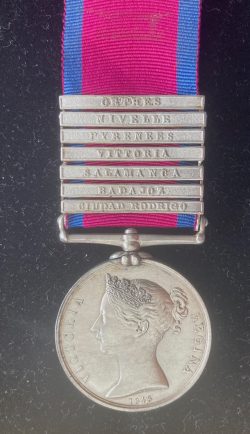 ORTHES
NIVELLE
PYRENEES
VITTORIA
SALAMANCA
BADAJOZ
CIUDAD RODRIGO
VICTORIA REGINA
1848